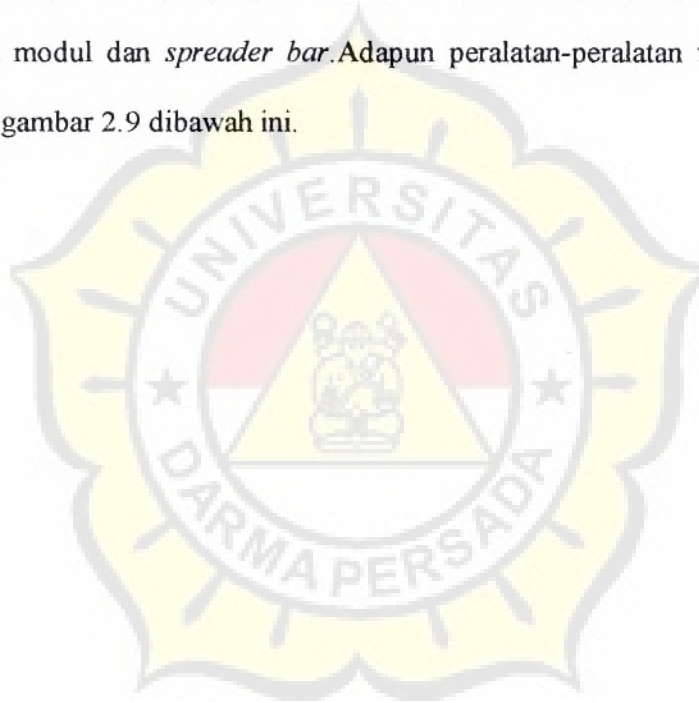 modul dan spreader bar.Adapun peralatan-peralatan
gambar 2.9 dibawah ini.
UNIVERSITAS
DARMA PERSADA